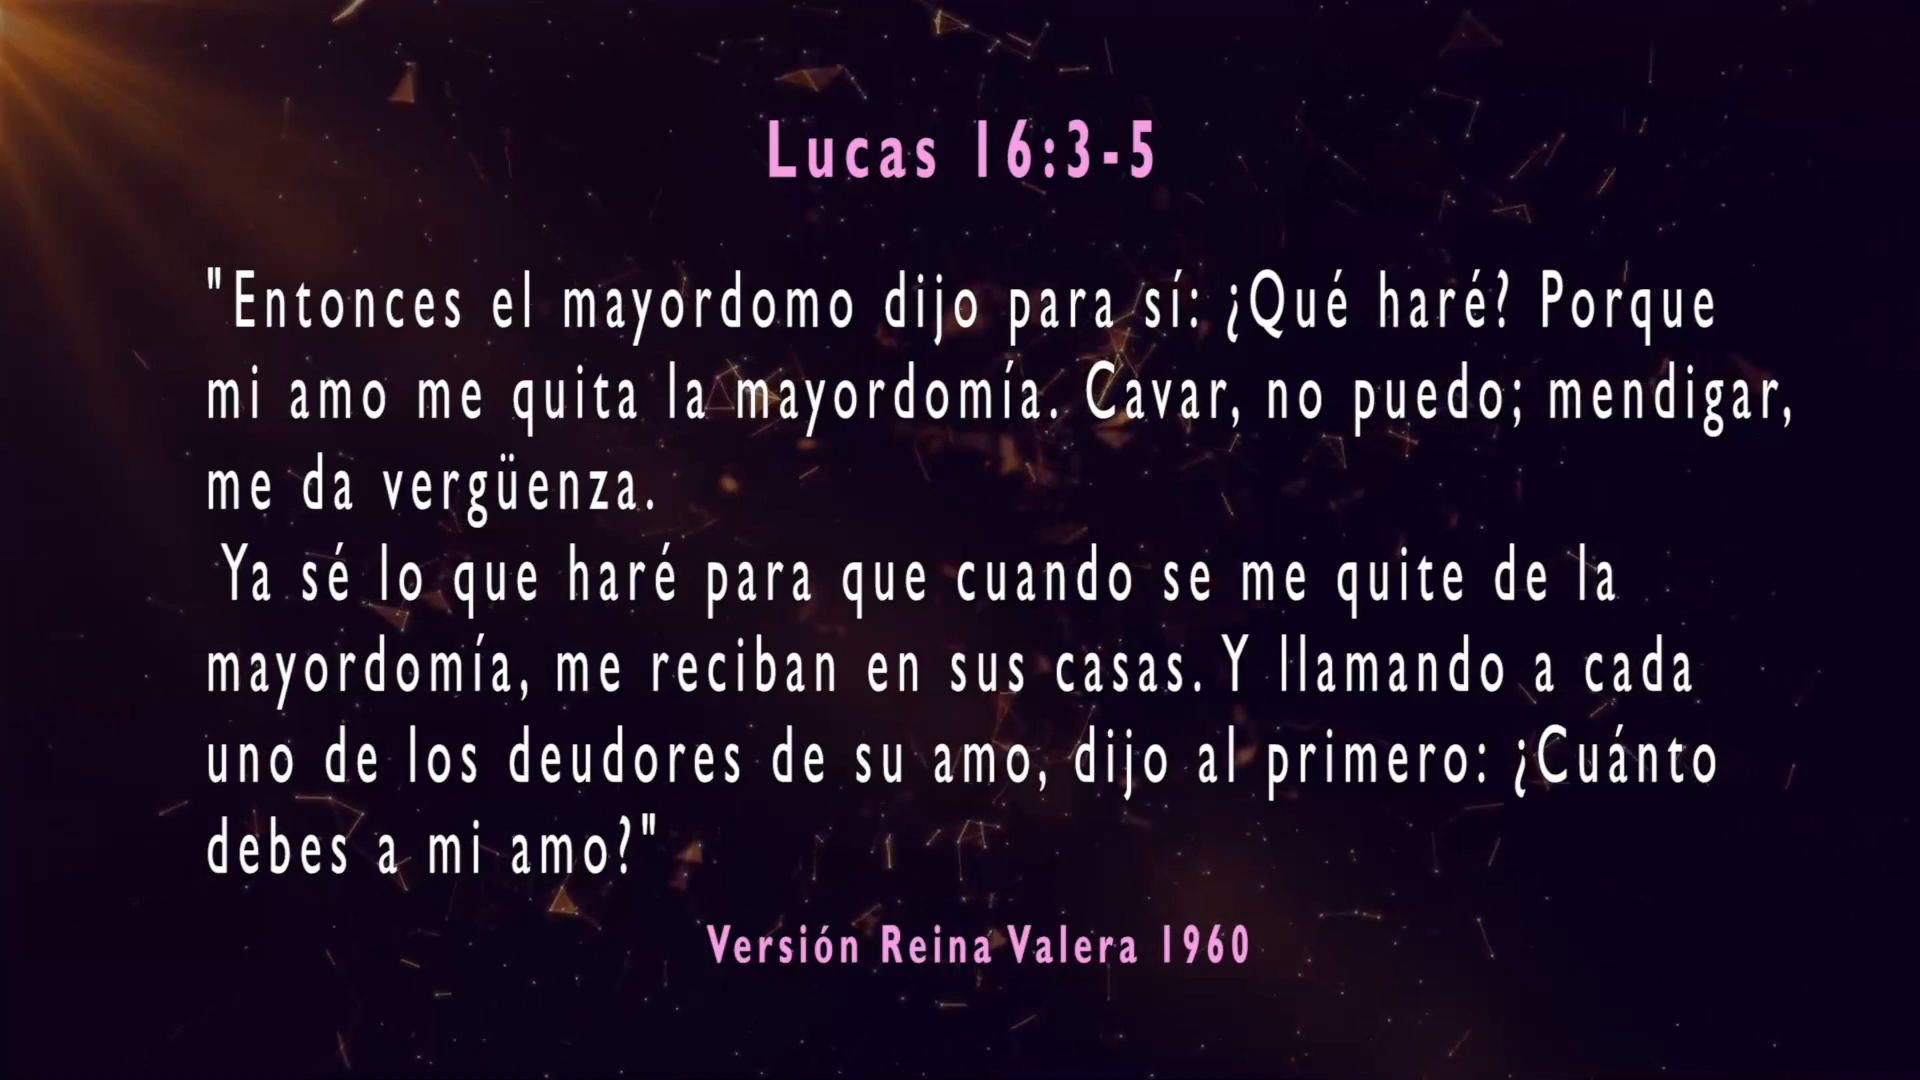 Lucas 16:3-5
"Entonces el mayordomo dijo para sí: ¿Qué haré? Porque
mi amo me quita la mayordomía. Cavar, no puedo; mendigar,
me da vergüenza.
Ya sé lo que haré para que cuando se me quite de la
mayordomía, me reciban en sus casas. Y llamando a cada
uno de los deudores de su amo, dijo al primero: ¿Cuánto
debes a mi amo?"
Versión Reina Valera 1960